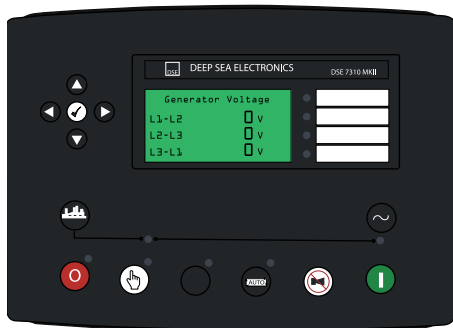 DSE DEEP SEA ELECTRONICS DSE 7310 MKII
Generator Voltage
L1-L2 0 V
L2-L3 0 V
L3-L1 0 V
O AUTO I